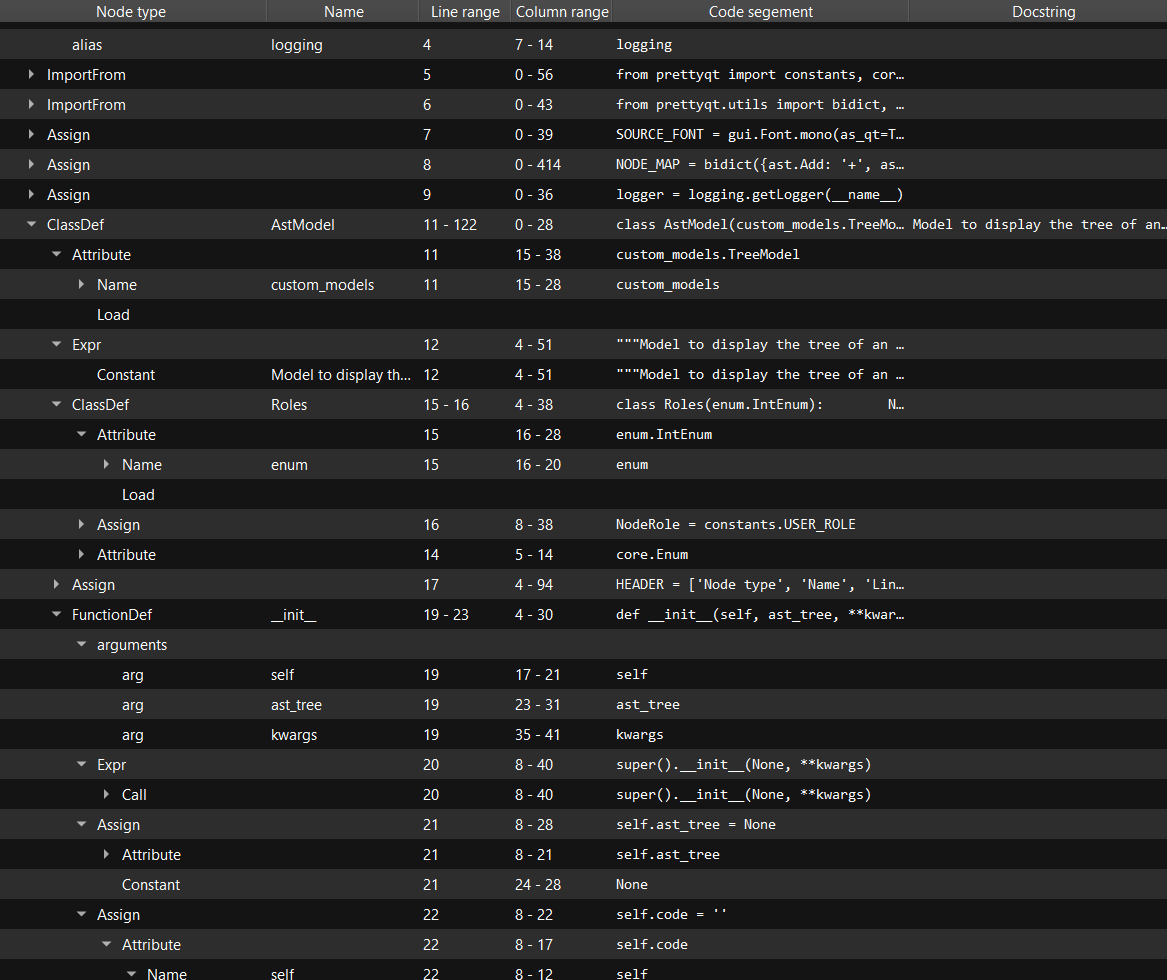 Node type Name Line range Column range Code segement Docstring
alias logging 4 7 - 14 logging
ImportFrom 5 0 - 56 from prettyqt import constants, cor…
ImportFrom 6 0 - 43 from prettyqt.utils import bidict, …
Assign 7 0 - 39 SOURCE_FONT = gui.Font.mono(as_qt=T…
Assign 8 0 - 414 NODE_MAP = bidict({ast.Add: '+', as…
Assign 9 0 - 36 logger = logging.getLogger(__name__)
ClassDef AstModel 11 - 122 0 - 28 class AstModel(custom_models.TreeMo… Model to display the tree of an…
Attribute 11 15 - 38 custom_models.TreeModel
Name custom_models 11 15 - 28 custom_models
Load
Expr 12 4 - 51 """Model to display the tree of an …
Constant Model to display th... 12 4 - 51 """Model to display the tree of an …
ClassDef Roles 15 - 16 4 - 38 class Roles(enum.IntEnum): N…
Attribute 15 16 - 28 enum.IntEnum
Name enum 15 16 - 20 enum
Load
Assign 16 8 - 38 NodeRole = constants.USER_ROLE
Attribute 14 5 - 14 core.Enum
Assign 17 4 - 94 HEADER = ['Node type', 'Name', 'Lin…
FunctionDef __init__ 19 - 23 4 - 30 def __init__(self, ast_tree, **kwar…
arguments
arg self 19 17 - 21 self
arg ast_tree 19 23 - 31 ast_tree
arg kwargs 19 35 - 41 kwargs
Expr 20 8 - 40 super().__init__(None, **kwargs)
Call 20 8 - 40 super().__init__(None, **kwargs)
Assign 21 8 - 28 self.ast_tree = None
Attribute 21 8 - 21 self.ast_tree
Constant 21 24 - 28 None
Assign 22 8 - 22 self.code = ''
Attribute 22 8 - 17 self.code
Name self 22 8 - 12 self